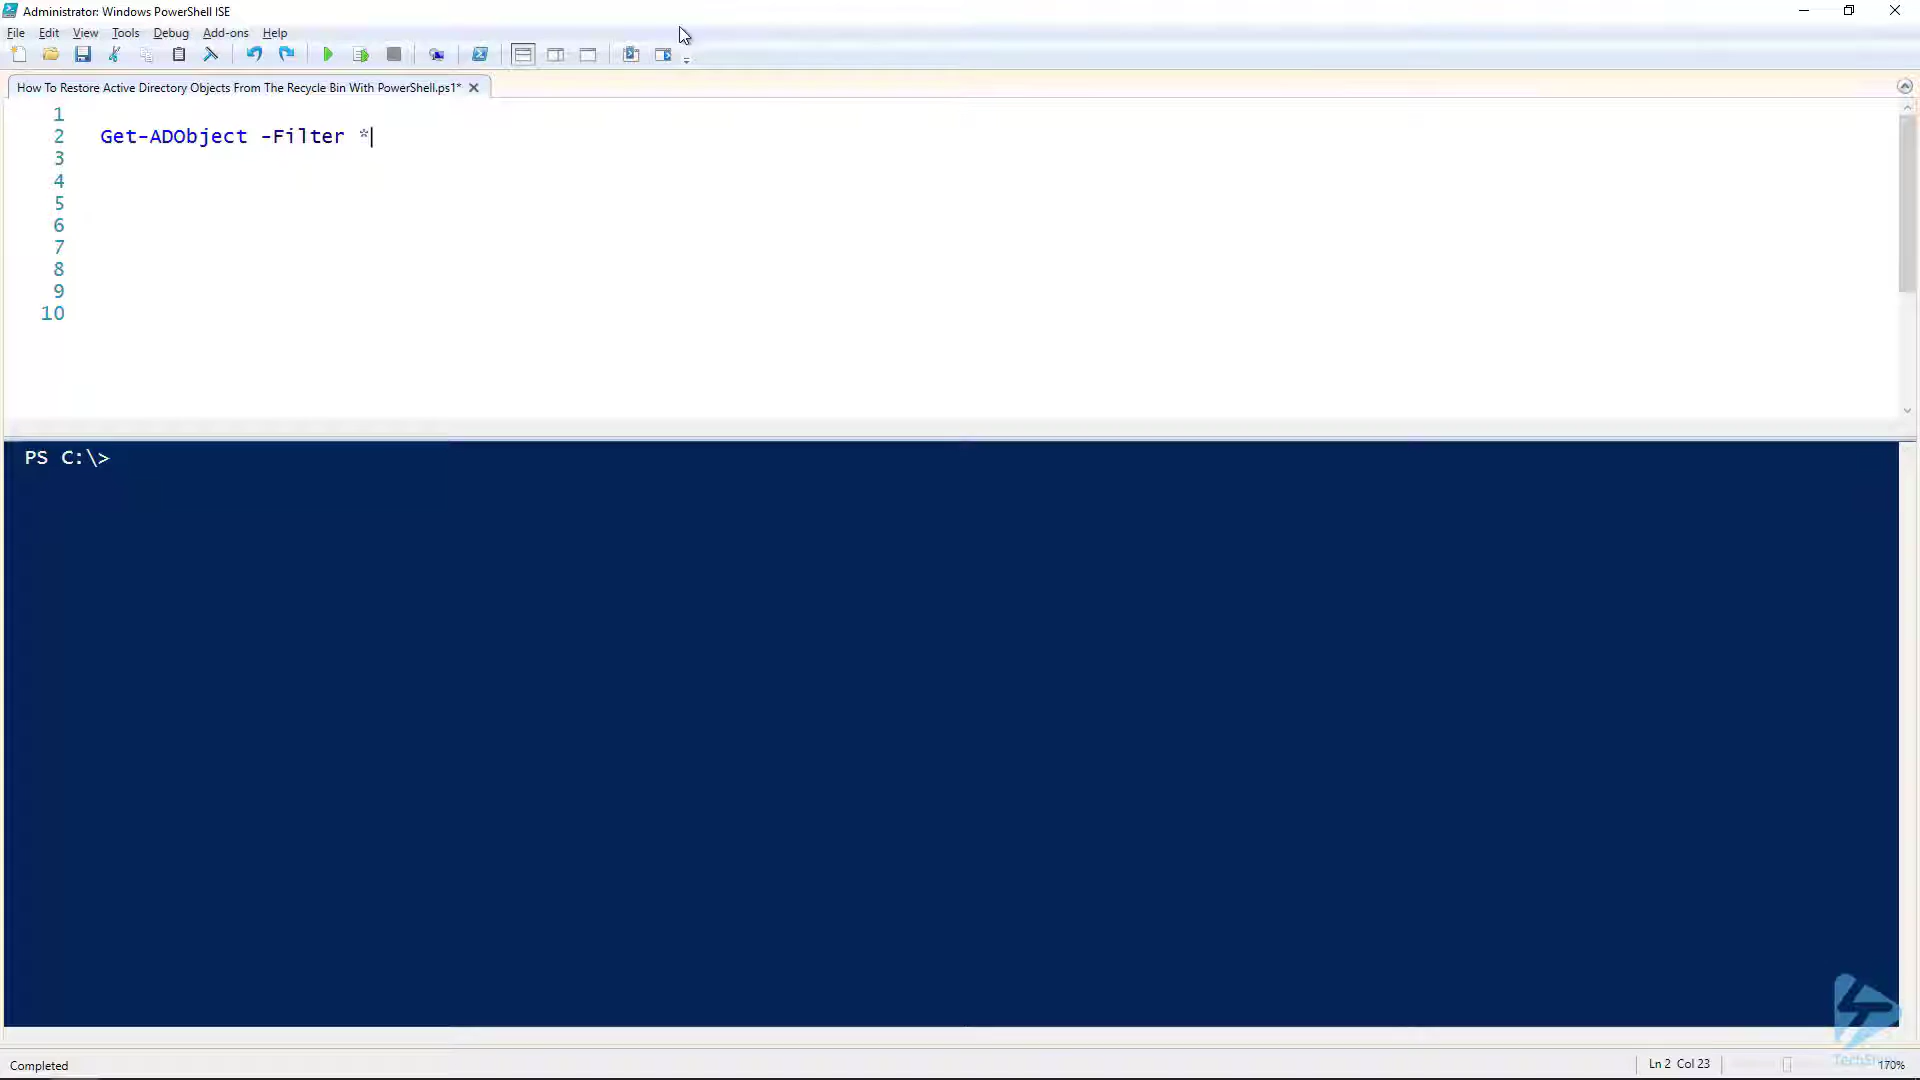 Administrator: Windows PowerShell ISE
File Edit View Tools Debug Add-ons Help
How To Restore Active Directory Objects From The Recycle Bin With PowerShell.ps1*
1
2 Get-ADObject -Filter *
3
4
5
6
7
8
9
10
PS C:\>
Completed
Ln 2 Col 23
170%